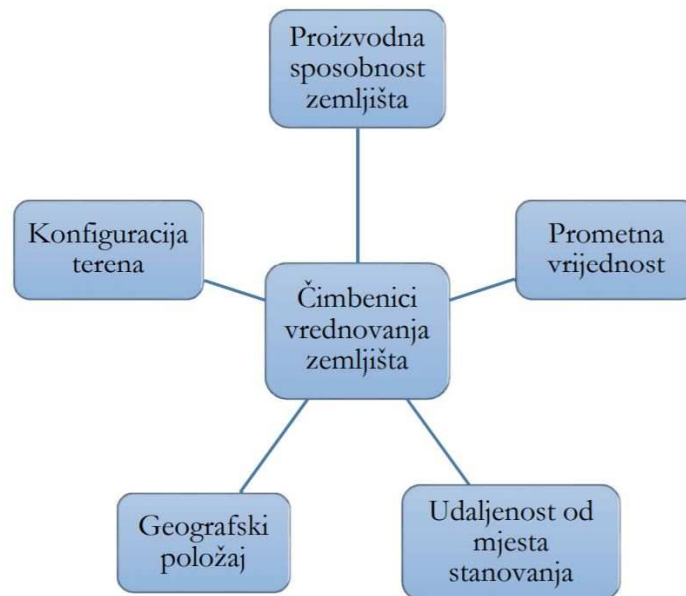 Proizvodna
sposobnost
zemljišta
Konfiguracija
terena
Prometna
vrijednost
Čimbenici
vrednovanja
zemljišta
Geografski
položaj
Udaljenost od
mjesta
stanovanja